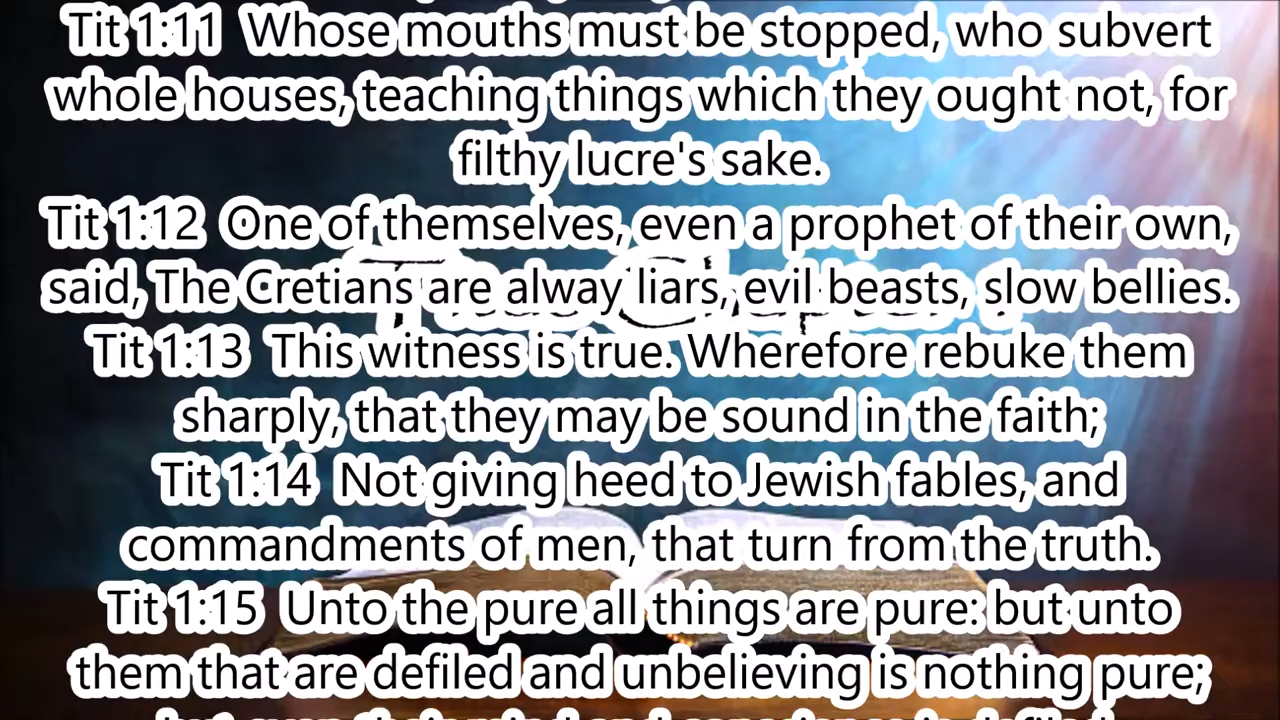 Tit 1:11 Whose mouths must be stopped, who subvert
whole houses, teaching things which they ought not, for
filthy lucre's sake.
Tit 1:12 One of themselves, even a prophet of their own,
said, The Cretians are alway liars, evil beasts, slow bellies.
Tit 1:13 This witness is true. Wherefore rebuke them
sharply, that they may be sound in the faith;
Tit 1:14 Not giving heed to Jewish fables, and
commandments of men, that turn from the truth.
Tit 1:15 Unto the pure all things are pure: but unto
them that are defiled and unbelieving is nothing pure;